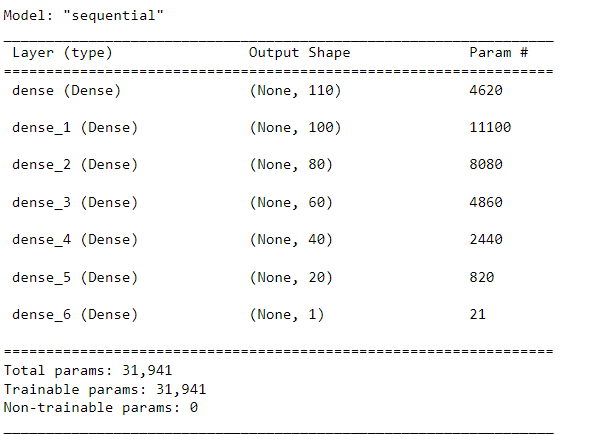 Model: "sequential"
Layer (type) Output Shape Param #
dense (Dense) (None, 110) 4620
dense_1 (Dense) (None, 100) 11100
dense_2 (Dense) (None, 80) 8080
dense_3 (Dense) (None, 60) 4860
dense_4 (Dense) (None, 40) 2440
dense_5 (Dense) (None, 20) 820
dense_6 (Dense) (None, 1) 21
Total params: 31,941
Trainable params: 31,941
Non-trainable params: 0